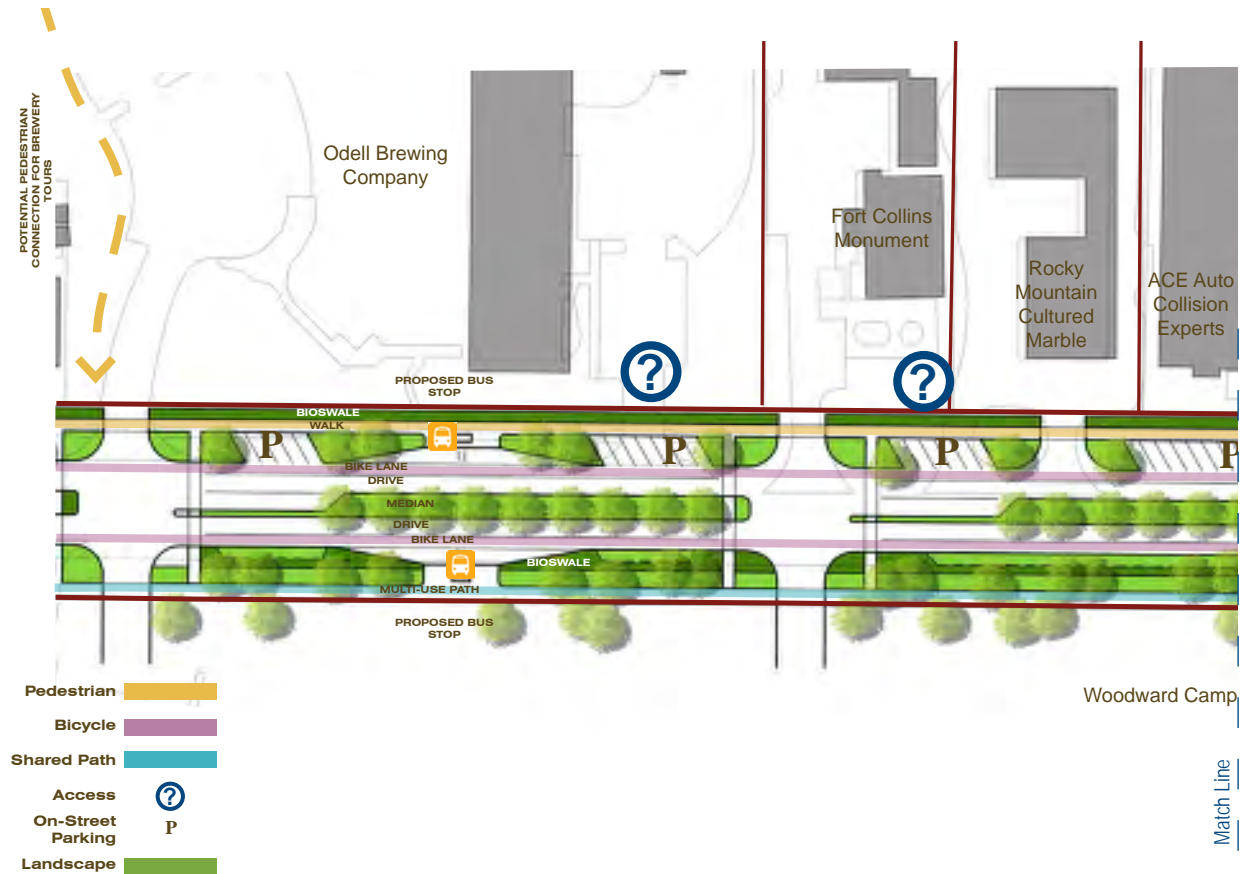 POTENTIAL PEDESTRIAN
CONNECTION FOR BREWERY
TOURS
Odell Brewing
Company
Fort Collins
Monument
Rocky
Mountain
Cultured
Marble
ACE Auto
Collision
Experts
?
?
PROPOSED BUS
STOP
BIOSWALE
WALK
P
P
P
P
BIKE LANE
DRIVE
MEDIAN
DRIVE
BIKE LANE
BIOSWALE
MULTI-USE PATH
PROPOSED BUS
STOP
Woodward Camp
Match Line
Pedestrian
Bicycle
Shared Path
Access ?
On-Street
Parking
P
Landscape